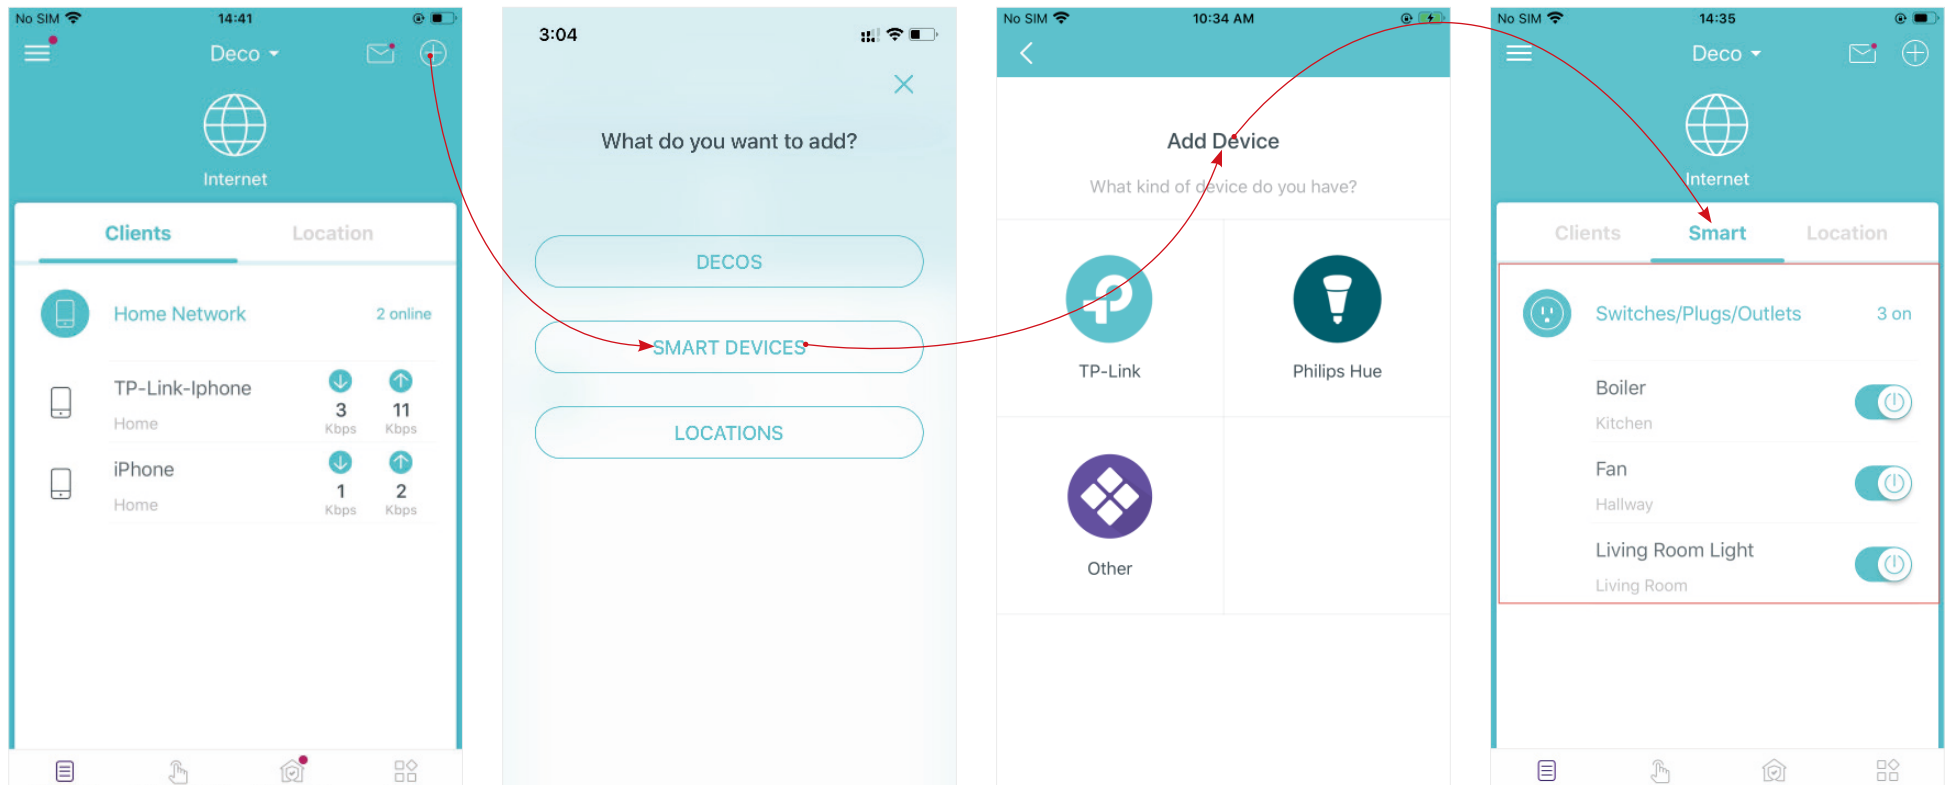 No SIM 14:41
Deco
Internet
Clients Location
Home Network 2 online
TP-Link-Iphone
Home
3 11
Kbps Kbps
iPhone
Home
1 2
Kbps Kbps
3:04
What do you want to add?
DECOS
SMART DEVICES
LOCATIONS
No SIM 10:34 AM
Add Device
What kind of device do you have?
TP-Link Philips Hue
Other
No SIM 14:35
Deco
Internet
Clients Smart Location
Switches/Plugs/Outlets 3 on
Boiler
Kitchen
Fan
Hallway
Living Room Light
Living Room